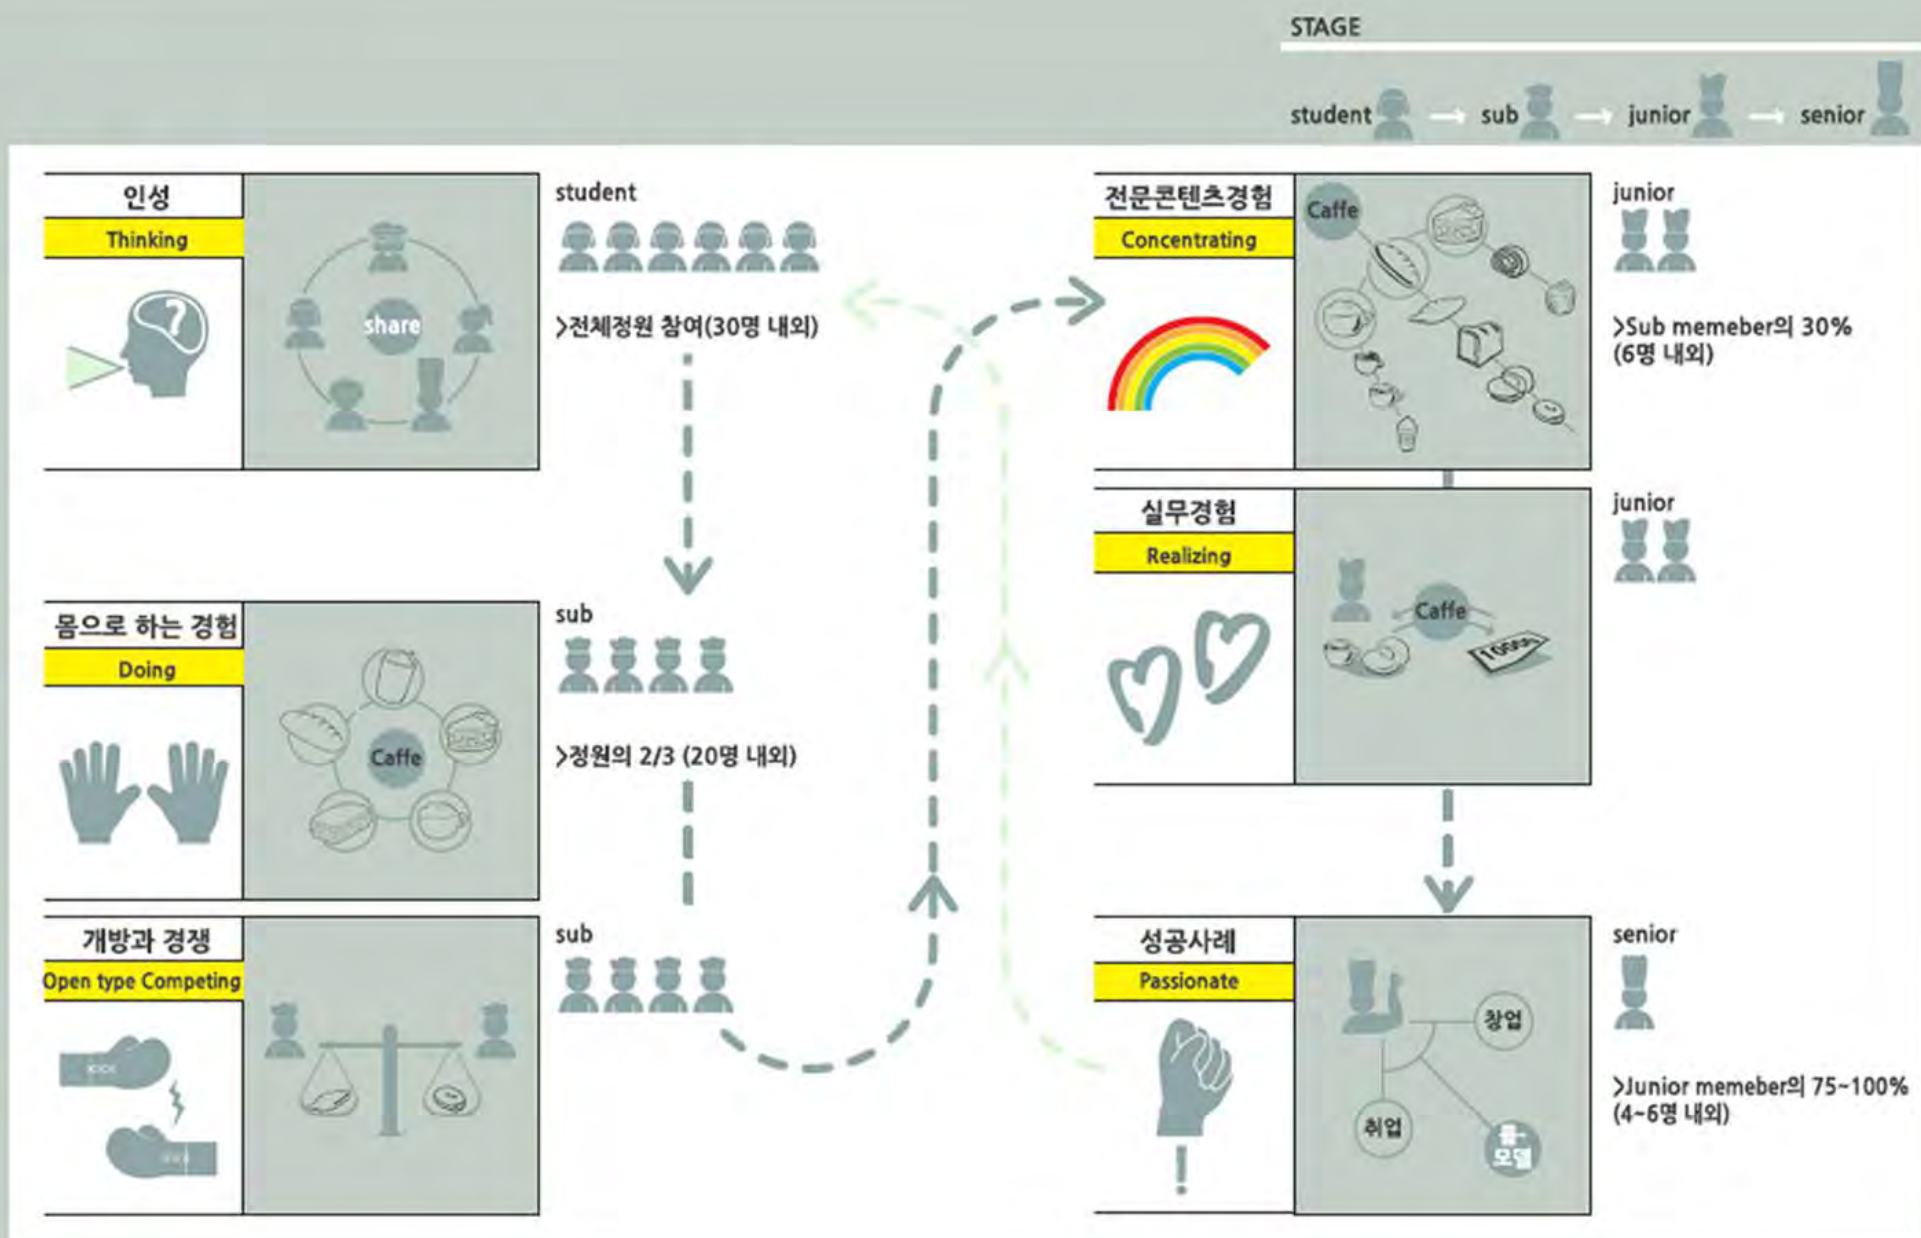 STAGE
student
sub
junior
senior
인성
Thinking
share
student
>전체정원 참여(30명 내외)
몸으로 하는 경험
Doing
Caffe
sub
>정원의 2/3 (20명 내외)
개방과 경쟁
Open type Competing
sub
전문콘텐츠경험
Concentrating
Caffe
junior
>Sub memeber의 30%
(6명 내외)
실무경험
Realizing
Caffe
junior
성공사례
Passionate
창업
취업
롤-
모델
senior
>Junior memeber의 75~100%
(4~6명 내외)